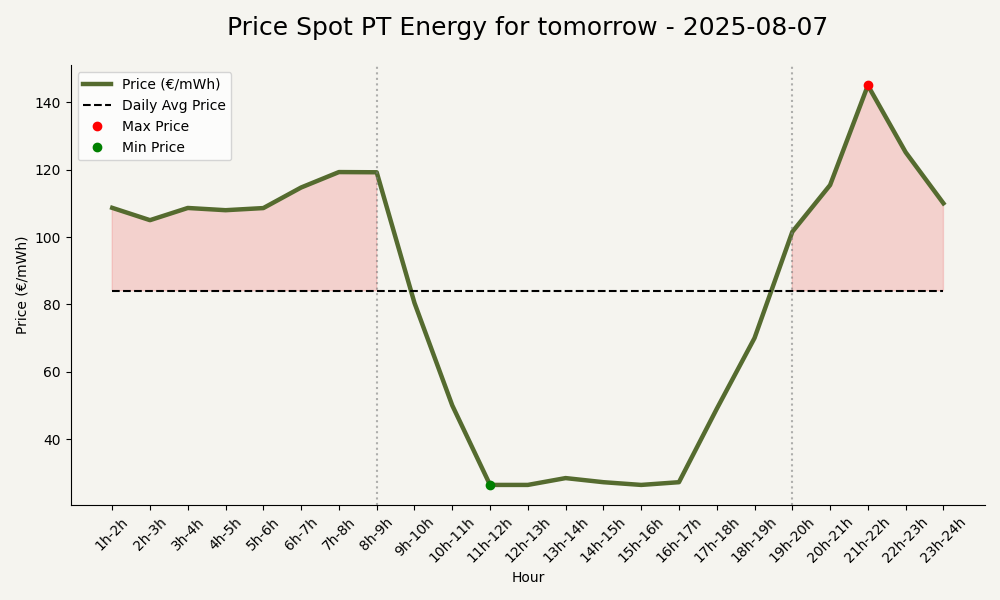 Price Spot PT Energy for tomorrow - 2025-08-07
Price (€/mWh)
Daily Avg Price
Max Price
Min Price
Price (€/mWh)
140
120
100
80
60
40
1h-2h
2h-3h
3h-4h
4h-5h
5h-6h
6h-7h
7h-8h
8h-9h
9h-10h
10h-11h
11h-12h
12h-13h
13h-14h
14h-15h
15h-16h
16h-17h
17h-18h
18h-19h
19h-20h
20h-21h
21h-22h
22h-23h
23h-24h
Hour